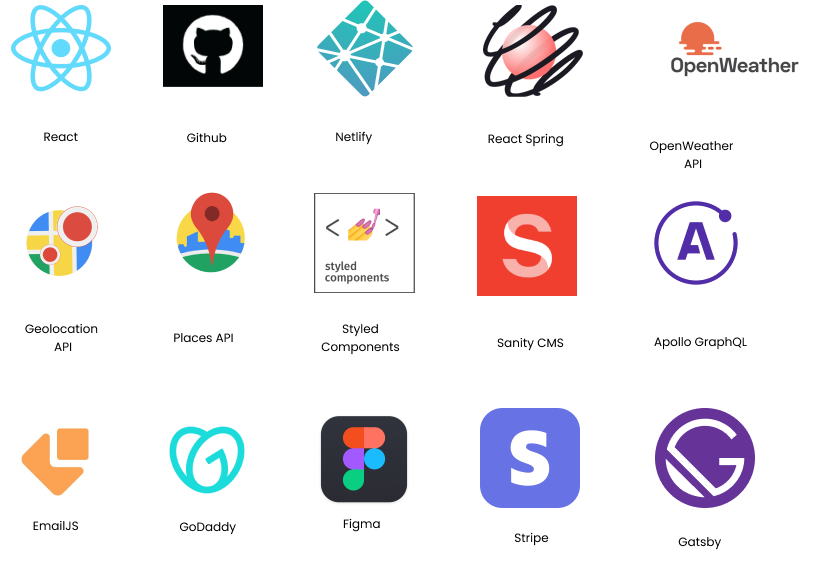 OpenWeather
React
Github
Netlify
React Spring
OpenWeather
API
< >
styled
components
S
A
Geolocation
API
Places API
Styled
Components
Sanity CMS
Apollo GraphQL
S
EmailJS
GoDaddy
Figma
Stripe
Gatsby